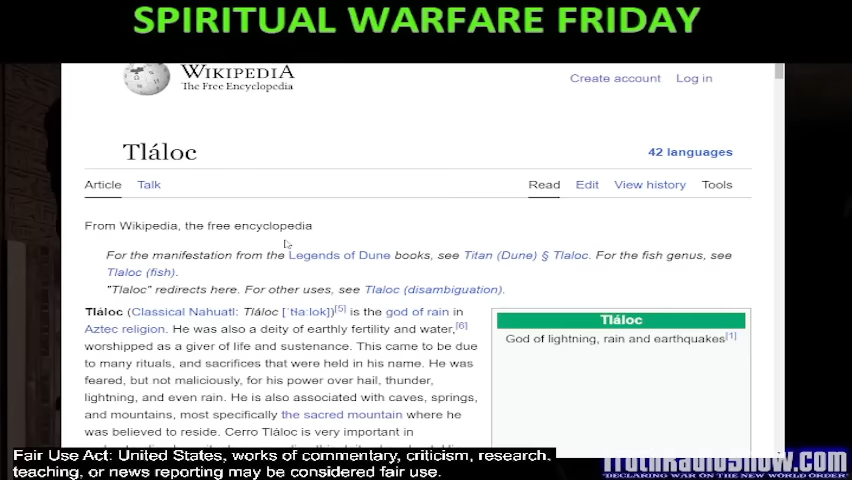 SPIRITUAL WARFARE FRIDAY
WIKIPEDIA
The Free Encyclopedia
Create account Log in
Tláloc
42 languages
Article Talk Read Edit View history Tools
From Wikipedia, the free encyclopedia
For the manifestation from the Legends of Dune books, see Titan (Dune) § Tlaloc. For the fish genus, see
Tlaloc (fish).
"Tlaloc" redirects here. For other uses, see Tlaloc (disambiguation).
Tláloc (Classical Nahuatl: Tláloc [ˈtɬaːlok])[5] is the god of rain in
Aztec religion. He was also a deity of earthly fertility and water,[6]
worshipped as a giver of life and sustenance. This came to be due
to many rituals, and sacrifices that were held in his name. He was
feared, but not maliciously, for his power over hail, thunder,
lightning, and even rain. He is also associated with caves, springs,
and mountains, most specifically the sacred mountain where he
was believed to reside. Cerro Tláloc is very important in
Tláloc
God of lightning, rain and earthquakes[1]
Fair Use Act: United States, works of commentary, criticism, research,
teaching, or news reporting may be considered fair use.
TruthRadioShow.com
DECLARING WAR ON THE NEW WORLD ORDER